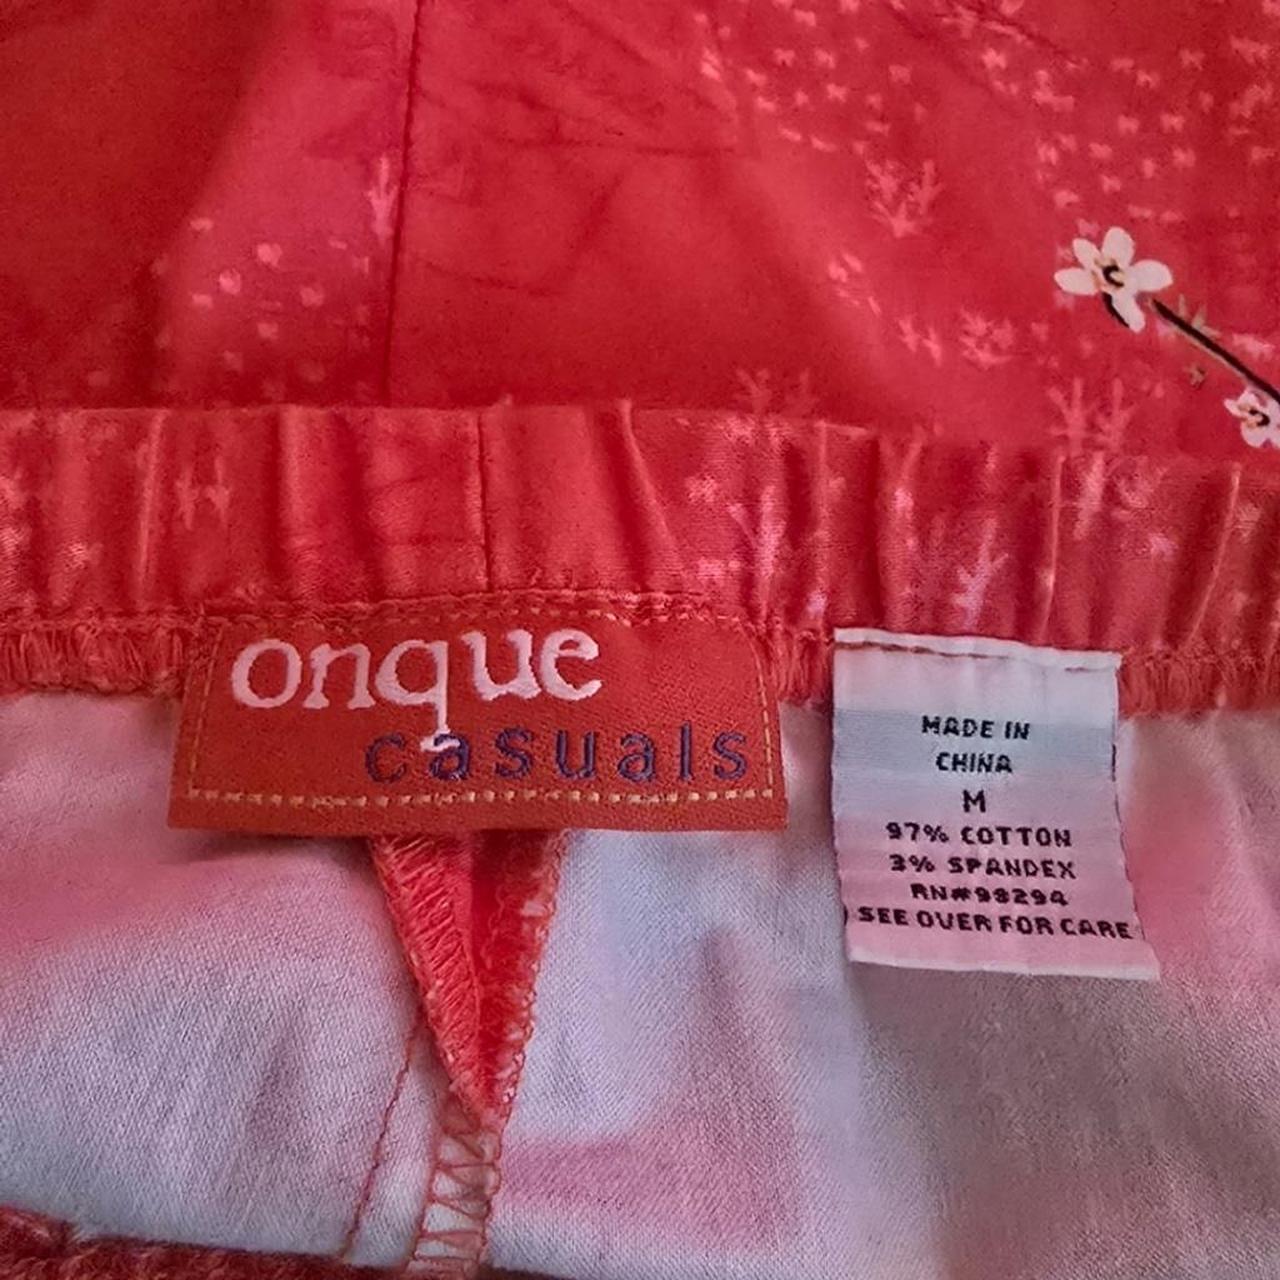 onque
casuals
MADE IN
CHINA
M
97% COTTON
3% SPANDEX
RN#98294
SEE OVER FOR CARE